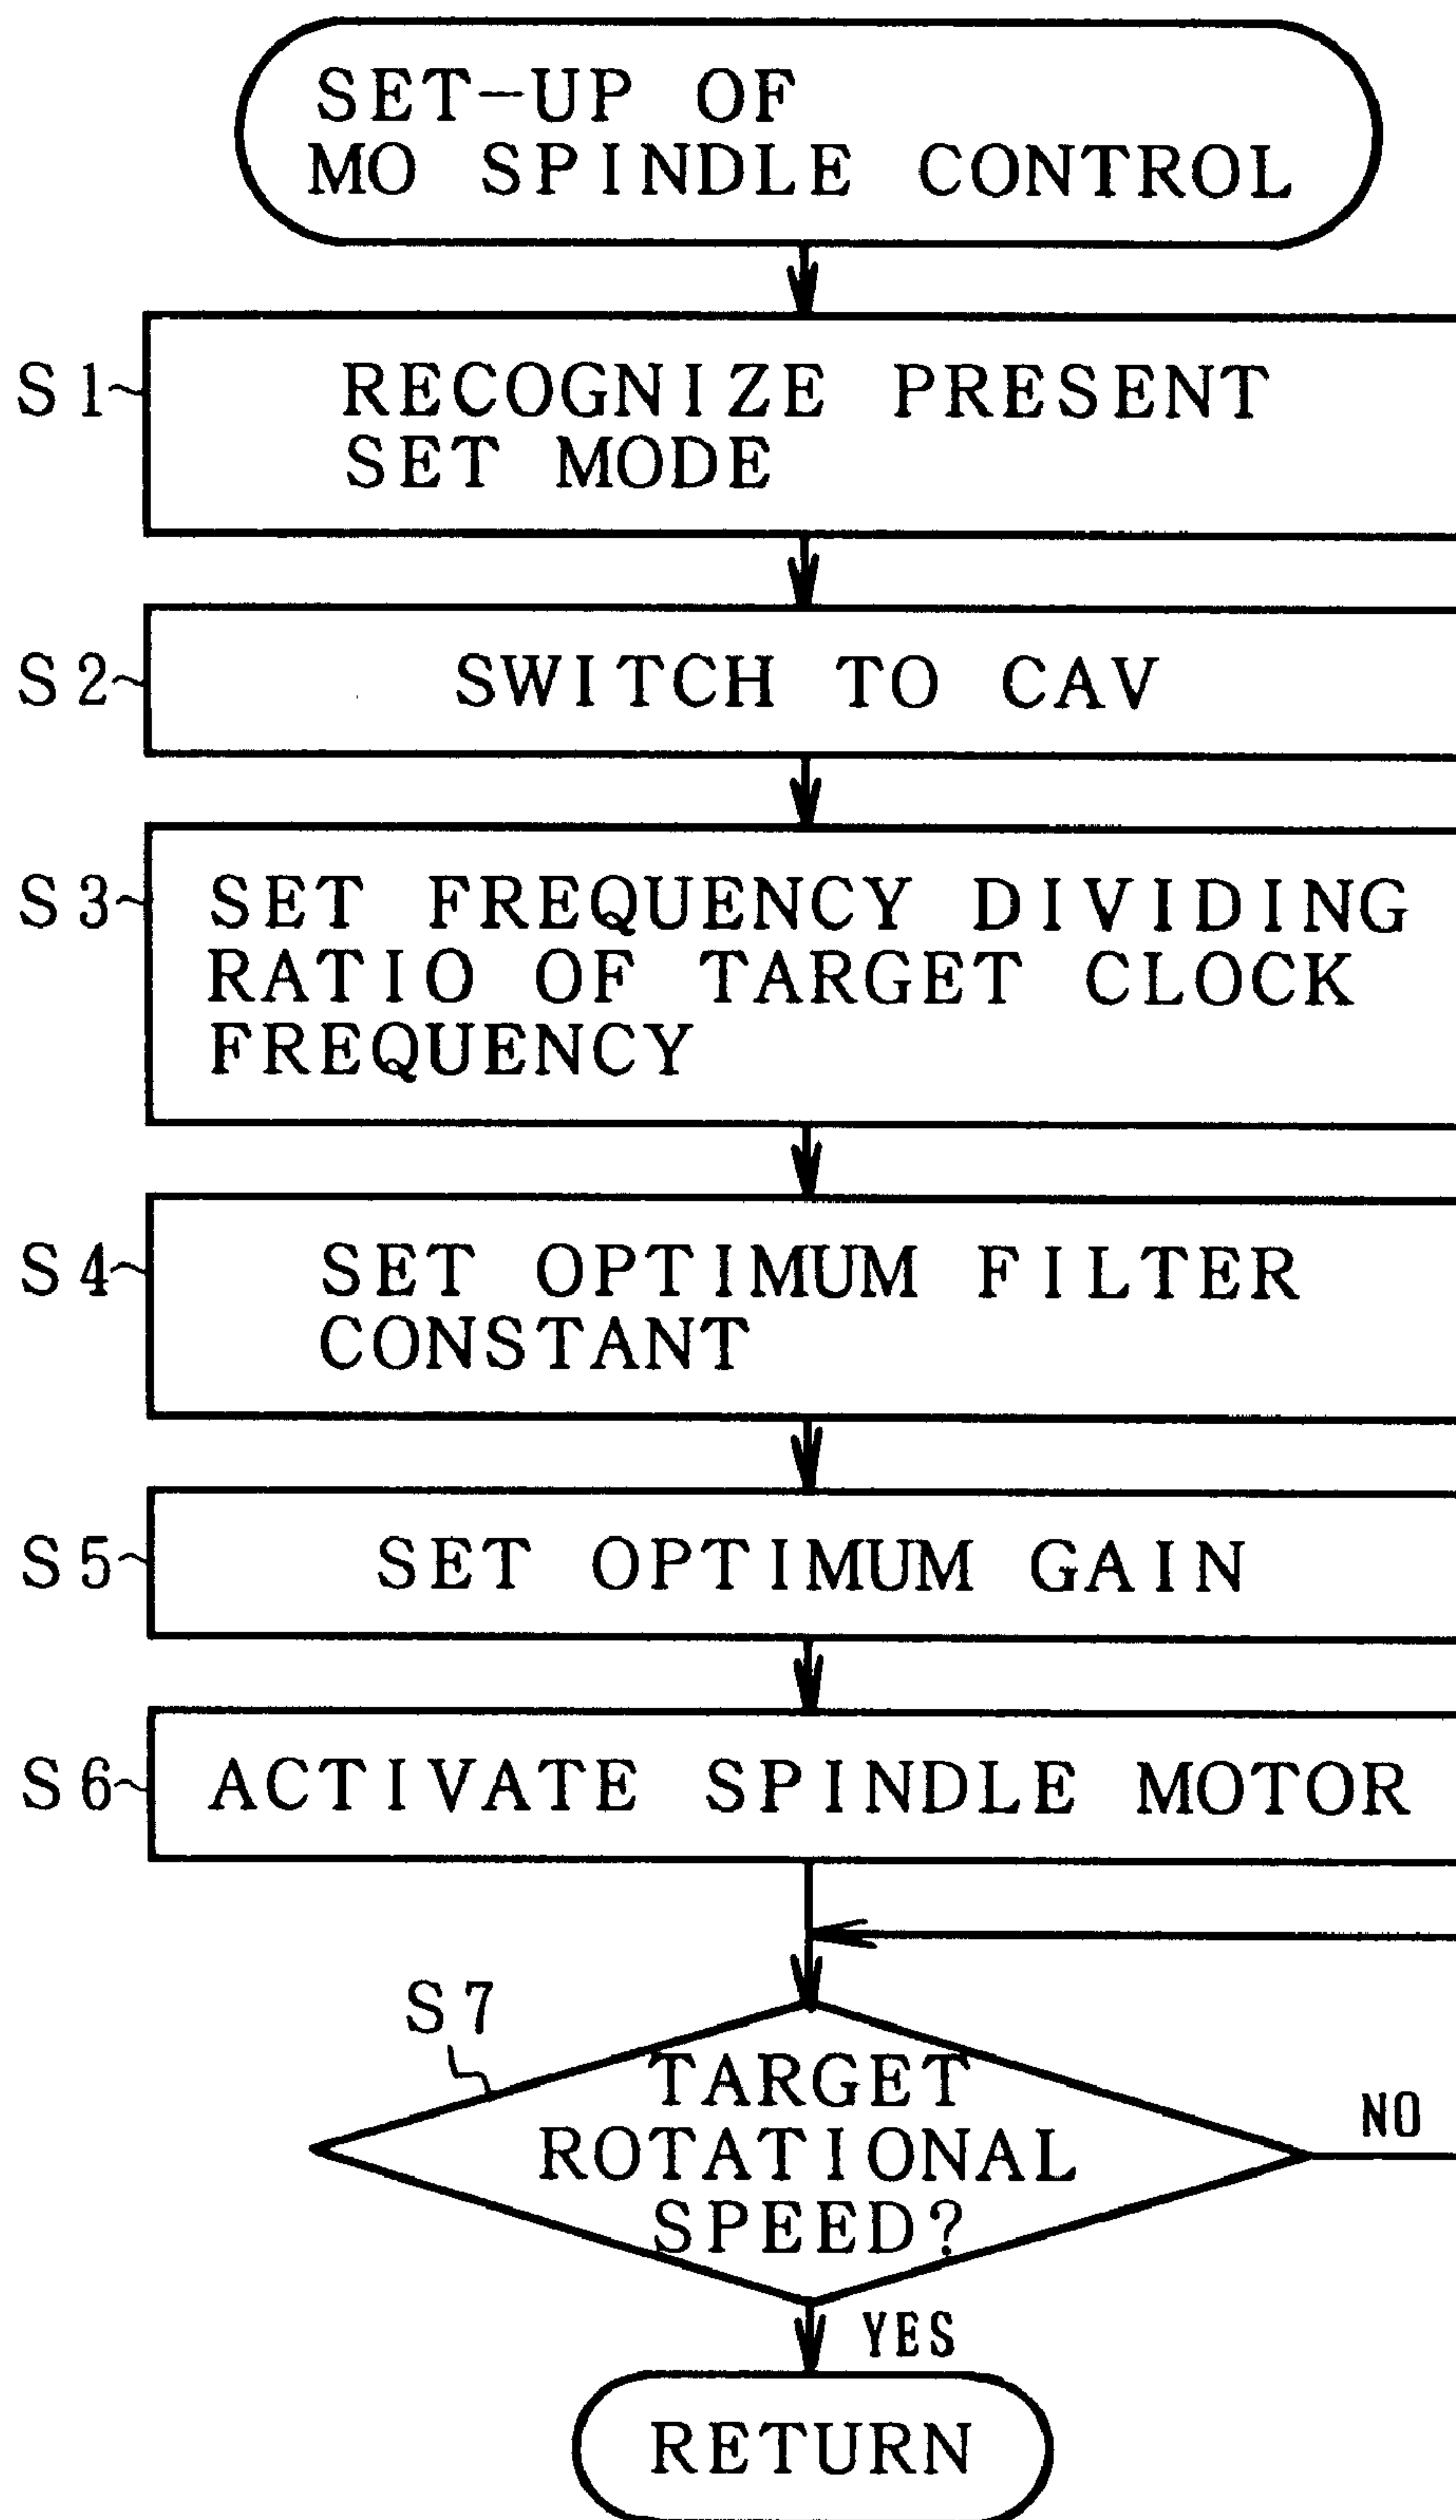 SET-UP OF
MO SPINDLE CONTROL
S1
RECOGNIZE PRESENT
SET MODE
S2
SWITCH TO CAV
S3
SET FREQUENCY DIVIDING
RATIO OF TARGET CLOCK
FREQUENCY
S4
SET OPTIMUM FILTER
CONSTANT
S5
SET OPTIMUM GAIN
S6
ACTIVATE SPINDLE MOTOR
S7
TARGET
ROTATIONAL
SPEED?
NO
YES
RETURN